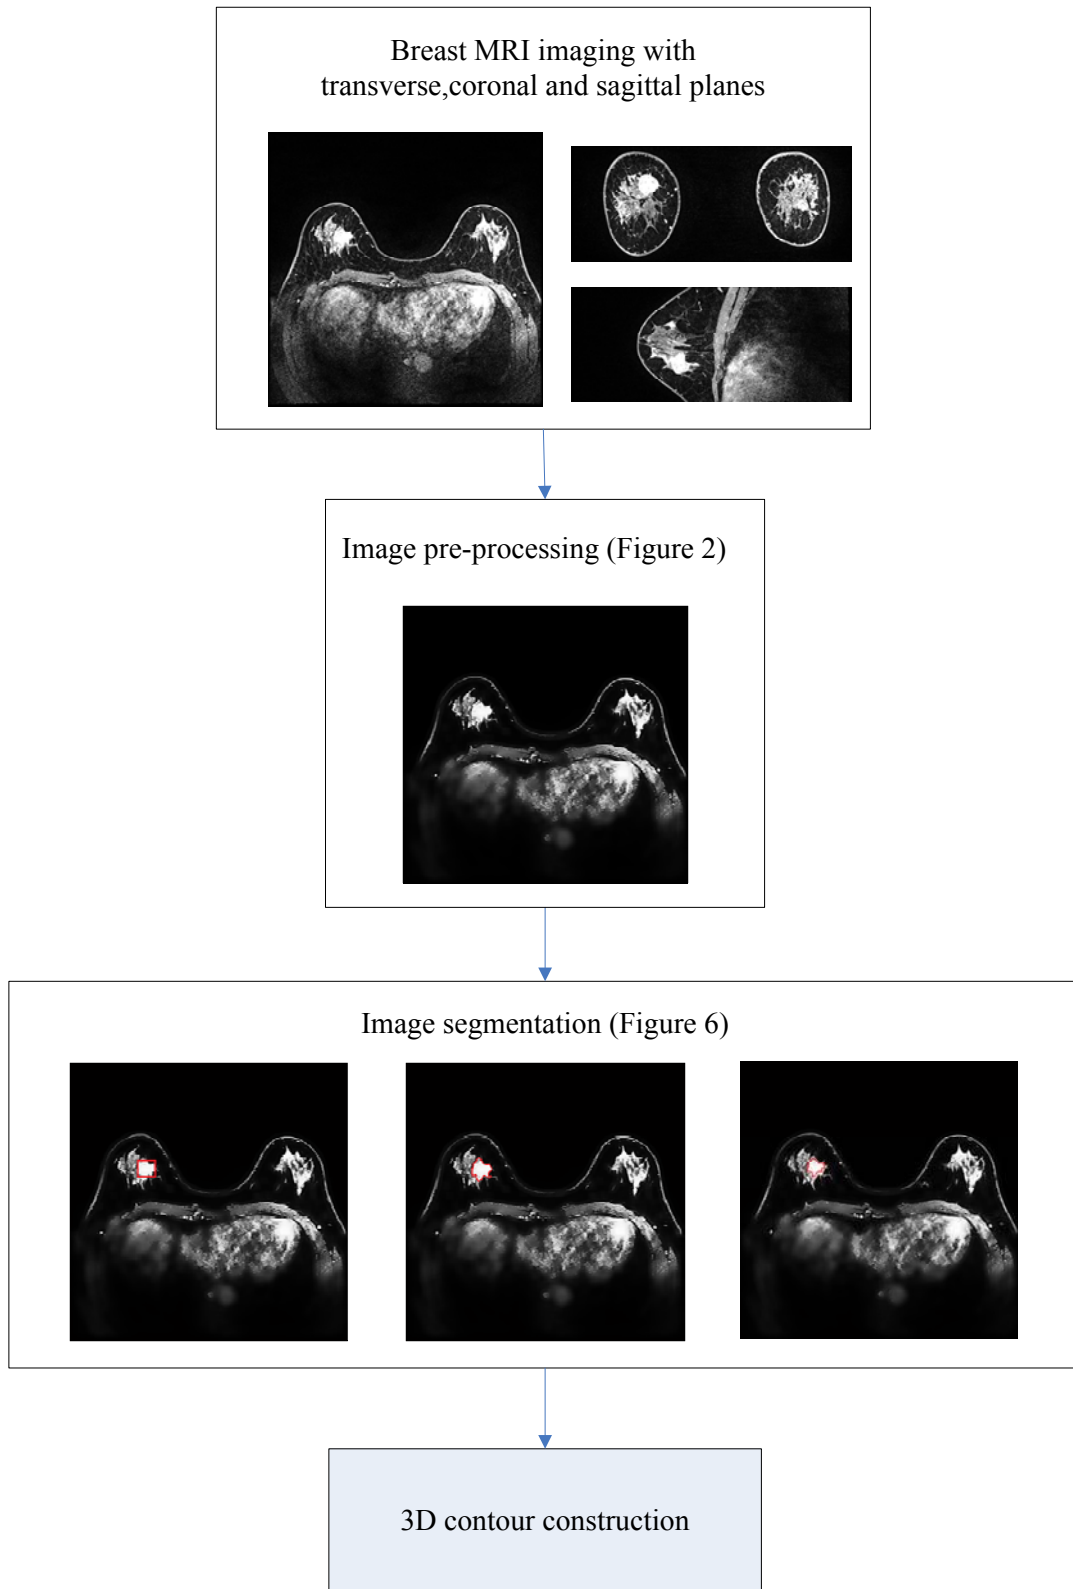 Breast MRI imaging with
transverse,coronal and sagittal planes
Image pre-processing (Figure 2)
Image segmentation (Figure 6)
3D contour construction